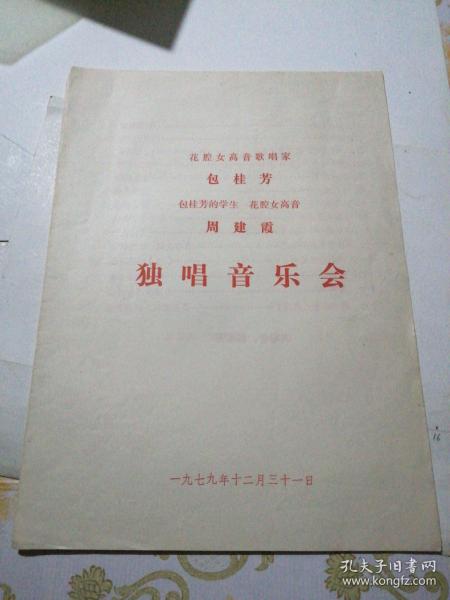 花腔女高音歌唱家
包桂芳
包桂芳的学生 花腔女高音
周建霞
独唱音乐会
一九七九年十二月三十一日
16
孔夫子旧书网
www.kongfz.com